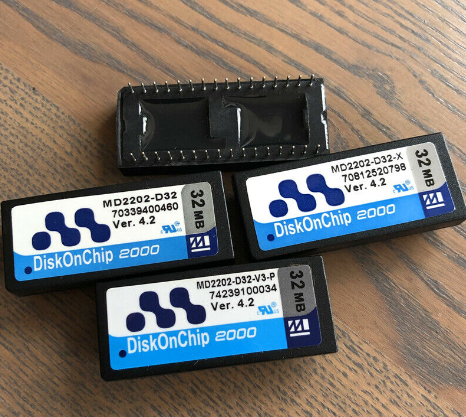 MD2202-D32
70339400460
Ver. 4.2
32 MB
DiskOnChip 2000
MD2202-D32-X
70812520798
Ver. 4.2
32 MB
DiskOnChip 2000
MD2202-D32-V3-P
74239100034
Ver. 4.2
32 MB
DiskOnChip 2000